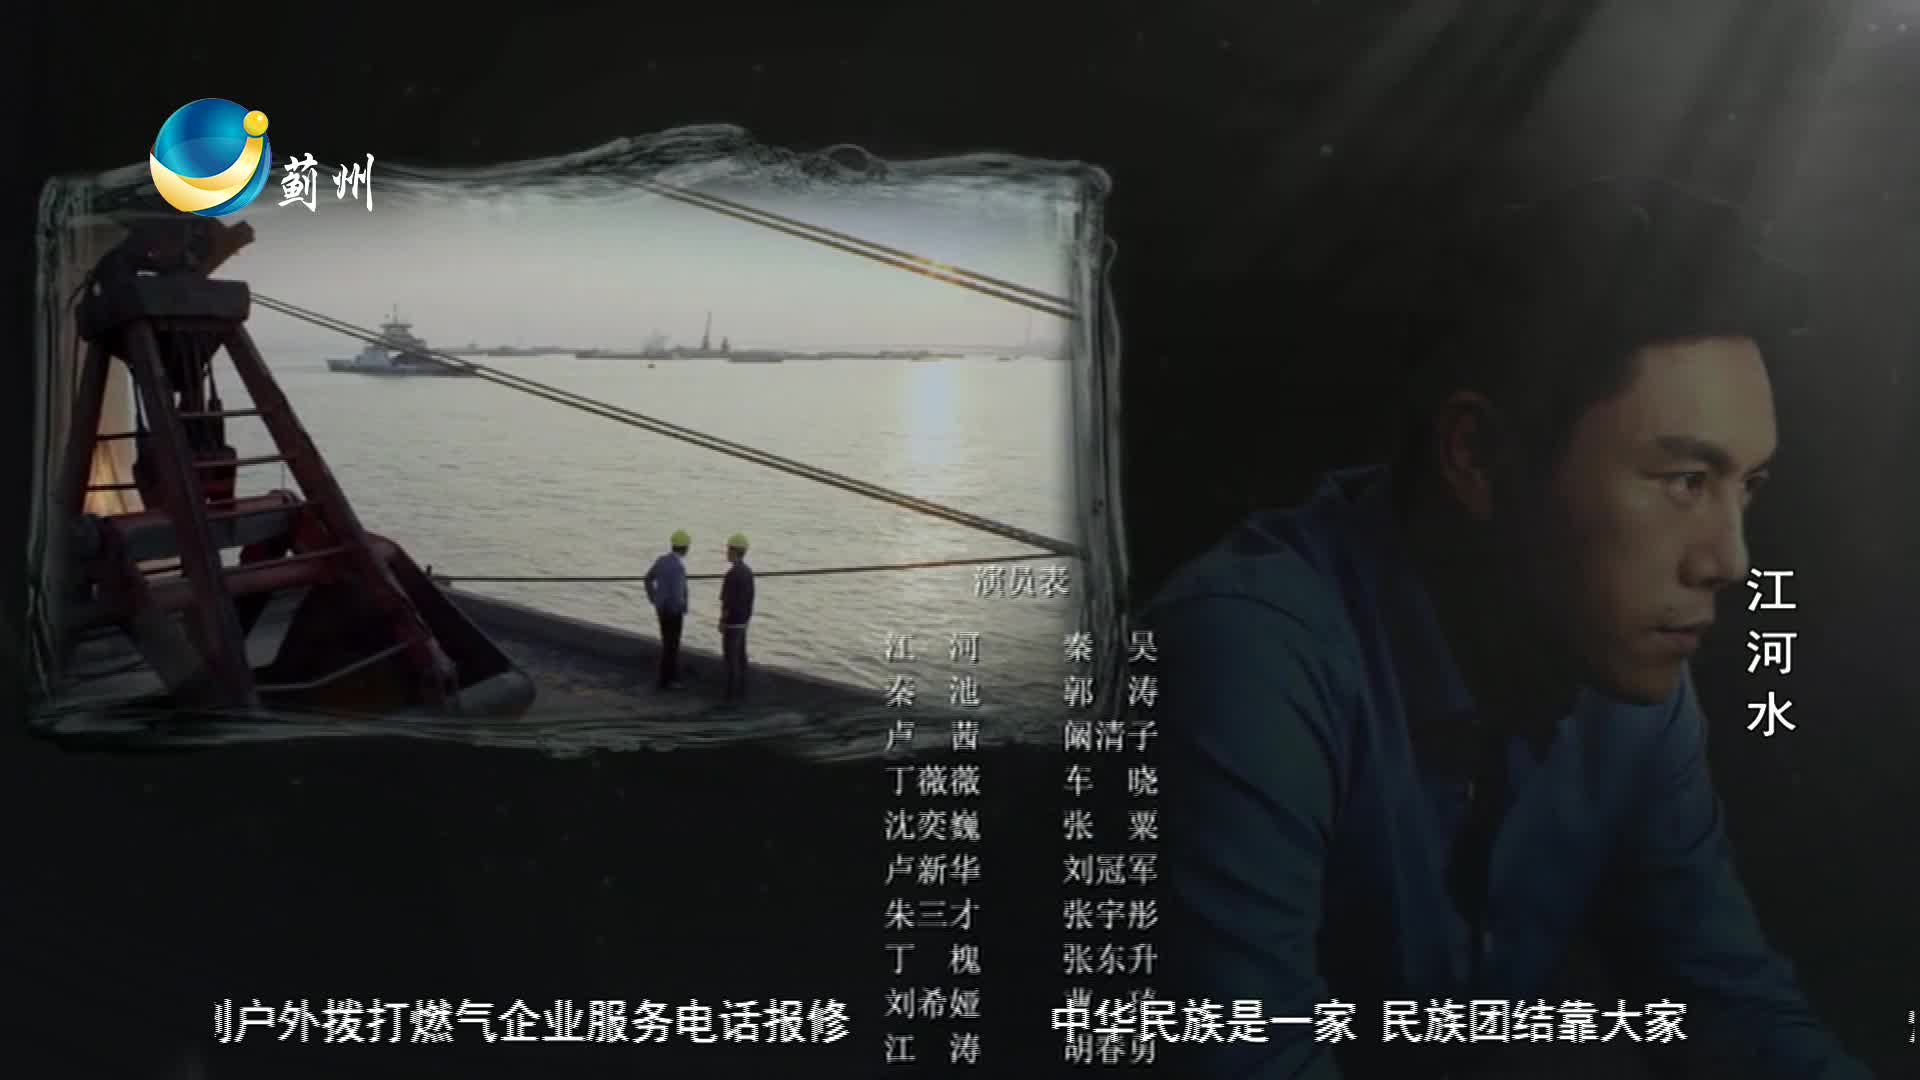 蓟州
演员表
江河 秦昊
秦池 郭涛
卢茜 阚清子
丁薇薇 车晓
沈奕巍 张粟
卢新华 刘冠军
朱三才 张宇彤
丁槐 张东升
刘希娅
江涛 胡春勇
江河水
户外拨打燃气企业服务电话报修 中华民族是一家 民族团结靠大家